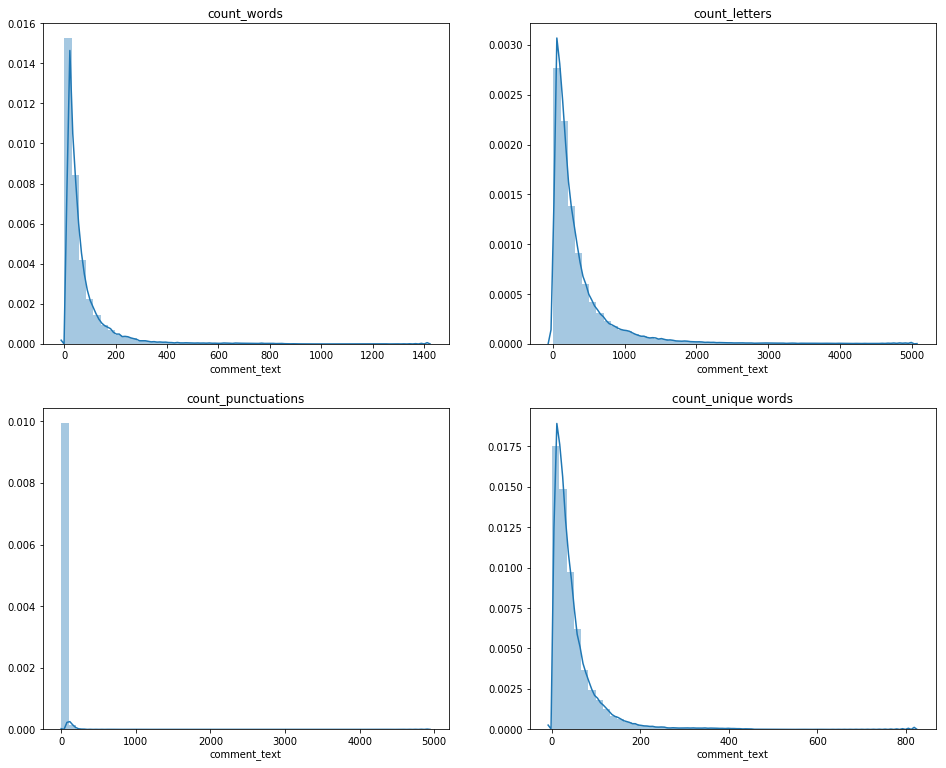 count_words
0.016
0.014
0.012
0.010
0.008
0.006
0.004
0.002
0.000
0 200 400 600 800 1000 1200 1400
comment_text
count_letters
0.0030
0.0025
0.0020
0.0015
0.0010
0.0005
0.0000
0 1000 2000 3000 4000 5000
comment_text
count_punctuations
0.010
0.008
0.006
0.004
0.002
0.000
0 1000 2000 3000 4000 5000
comment_text
count_unique words
0.0175
0.0150
0.0125
0.0100
0.0075
0.0050
0.0025
0.0000
0 200 400 600 800
comment_text